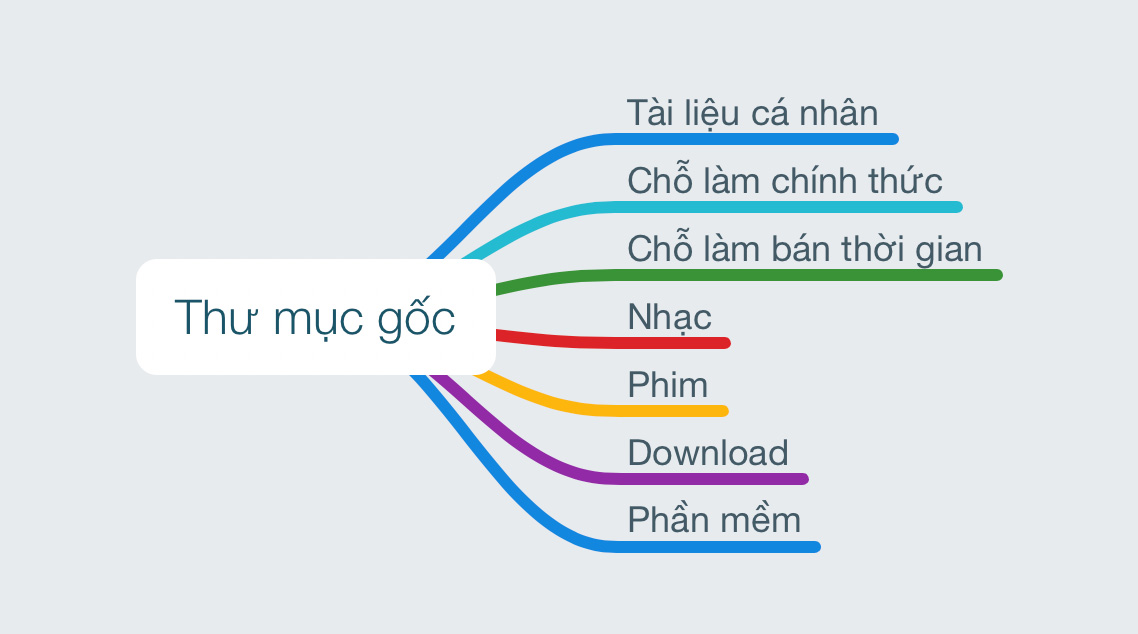 Tài liệu cá nhân
Chỗ làm chính thức
Chỗ làm bán thời gian
Thư mục gốc
Nhạc
Phim
Download
Phần mềm